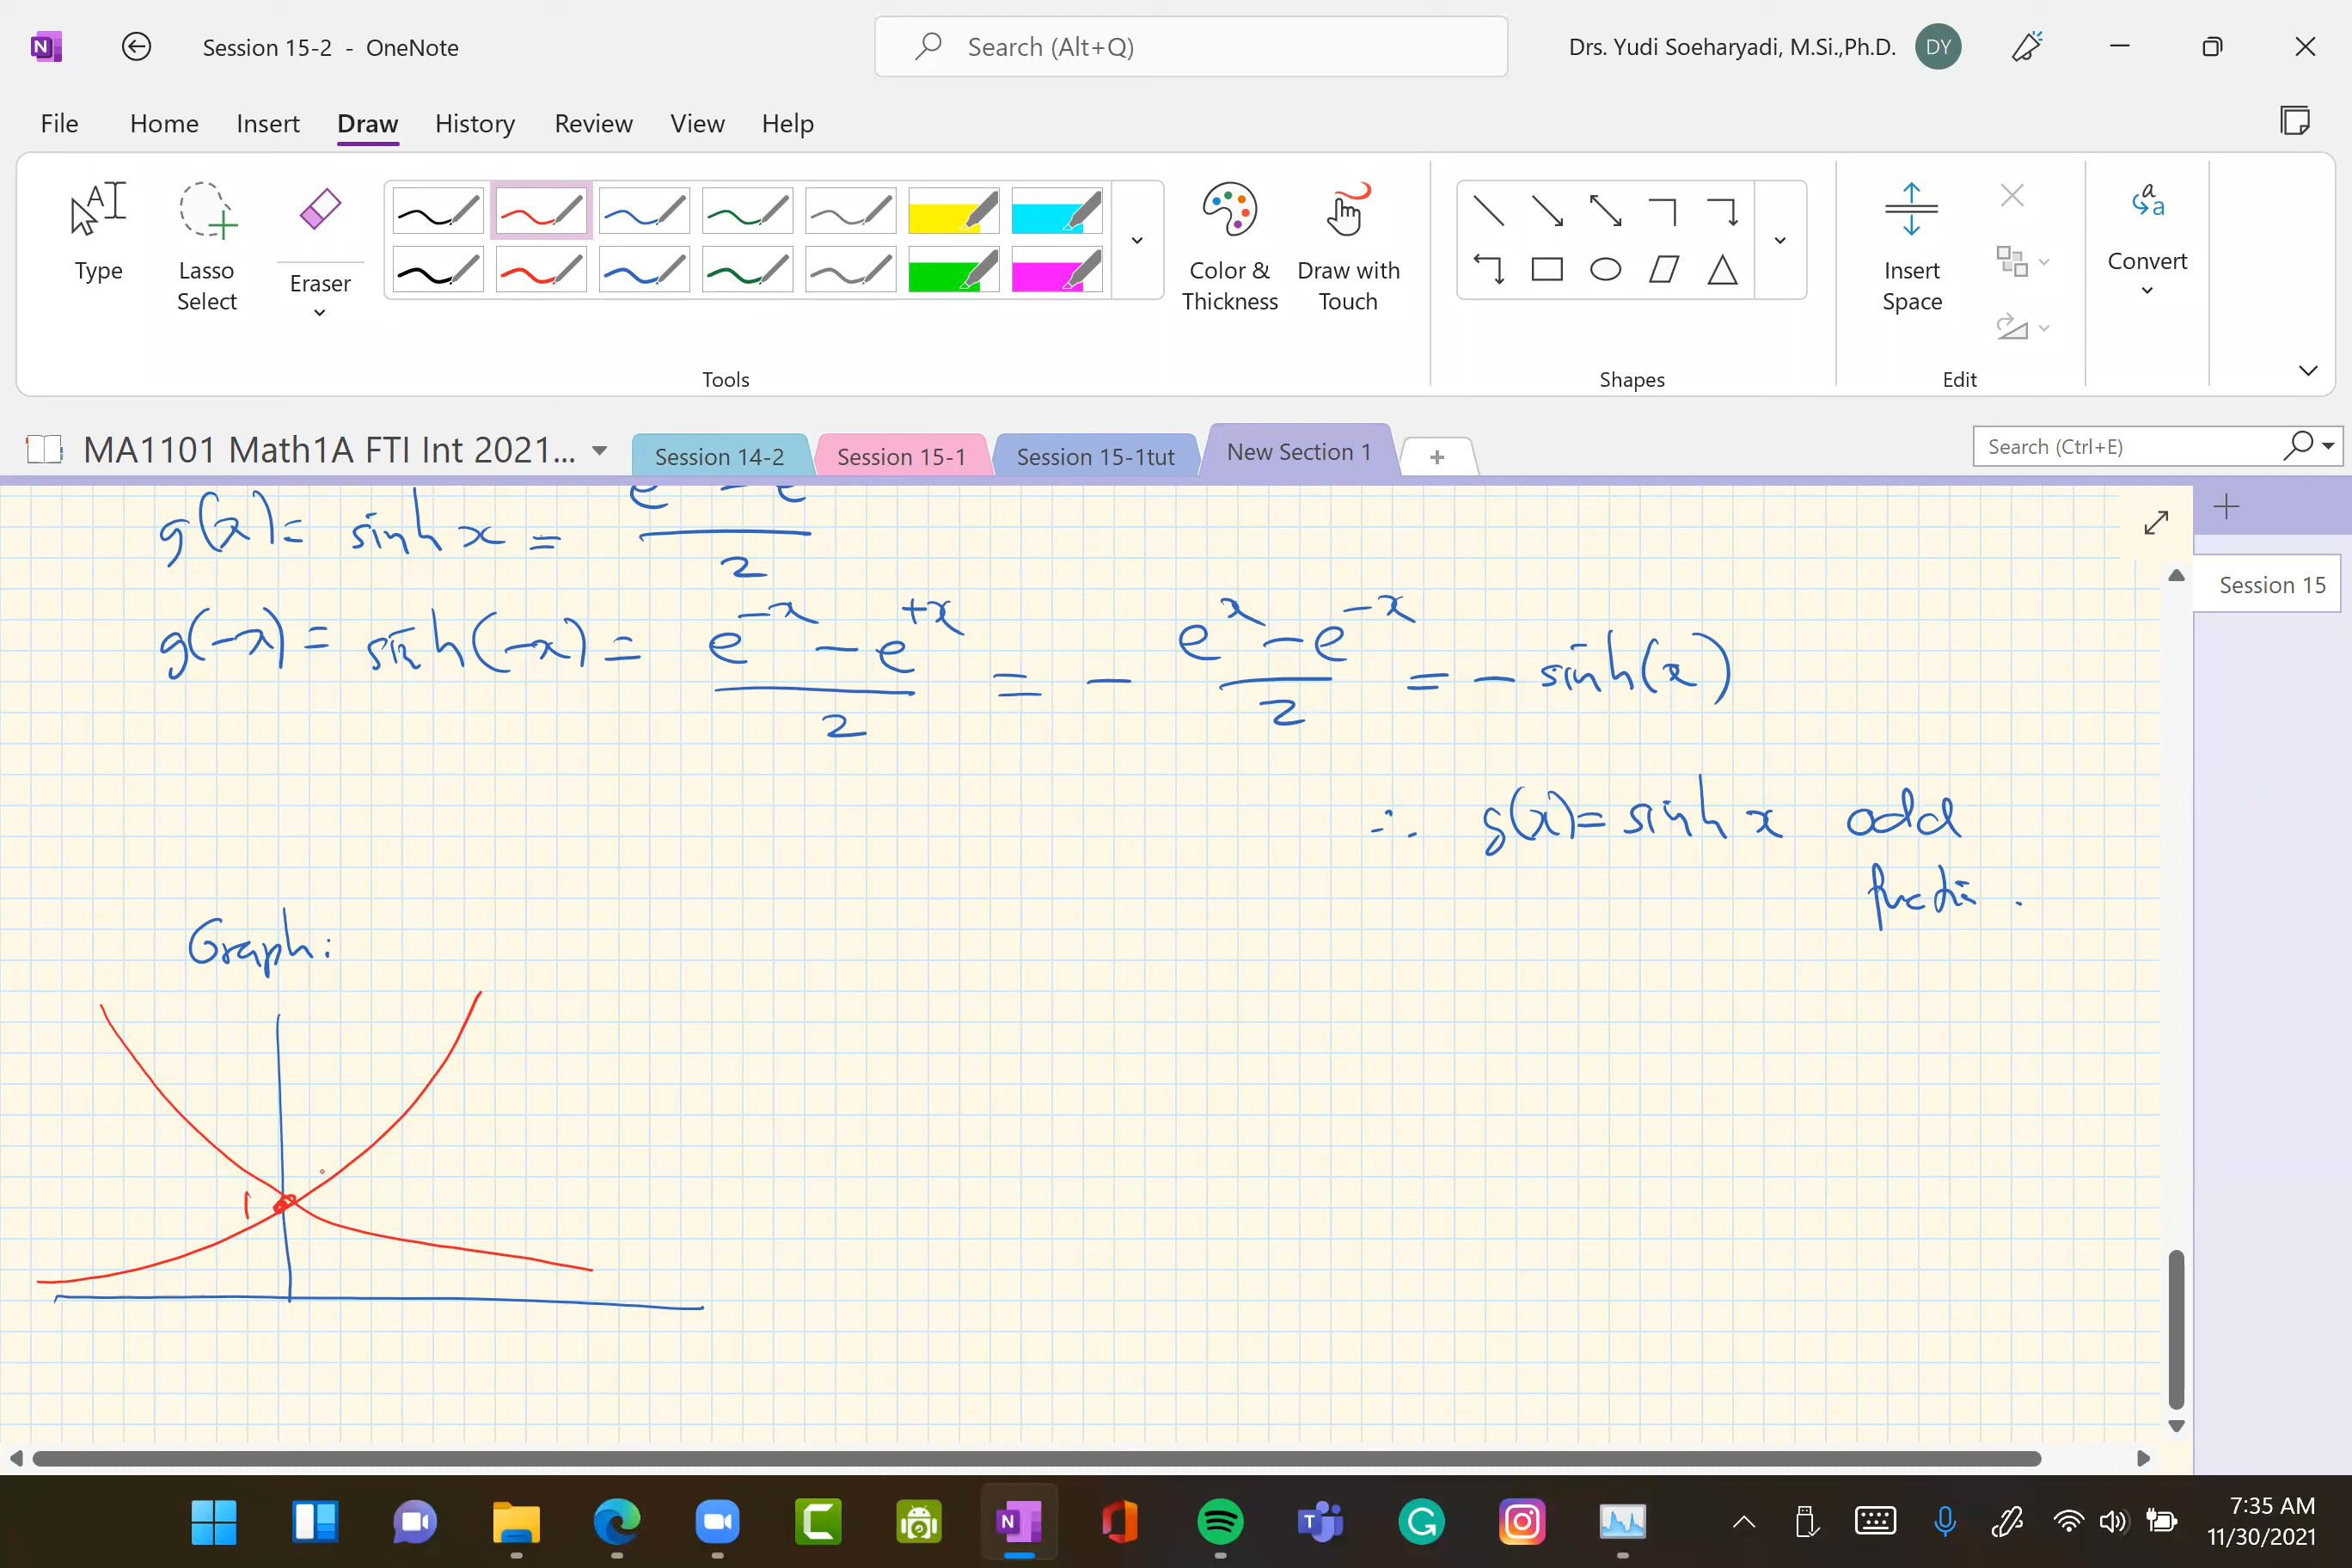 Session 15-2 - OneNote
Search (Alt+Q)
Drs. Yudi Soeharyadi, M.Si.,Ph.D.
DY
File Home Insert Draw History Review View Help
Type
Lasso Select
Eraser
Color & Thickness
Draw with Touch
Insert Space
Convert
Tools
Shapes
Edit
MA1101 Math1A FTI Int 2021...
Session 14-2
Session 15-1
Session 15-1tut
New Section 1
Search (Ctrl+E)
Session 15
g(x) = sinh x = (e - e)/2
g(-x) = sinh(-x) = (e^{-x} - e^{+x})/2 = - (e^x - e^{-x})/2 = - sinh(x)
∴ g(x) = sinh x odd
Graph:
1
7:35 AM
11/30/2021